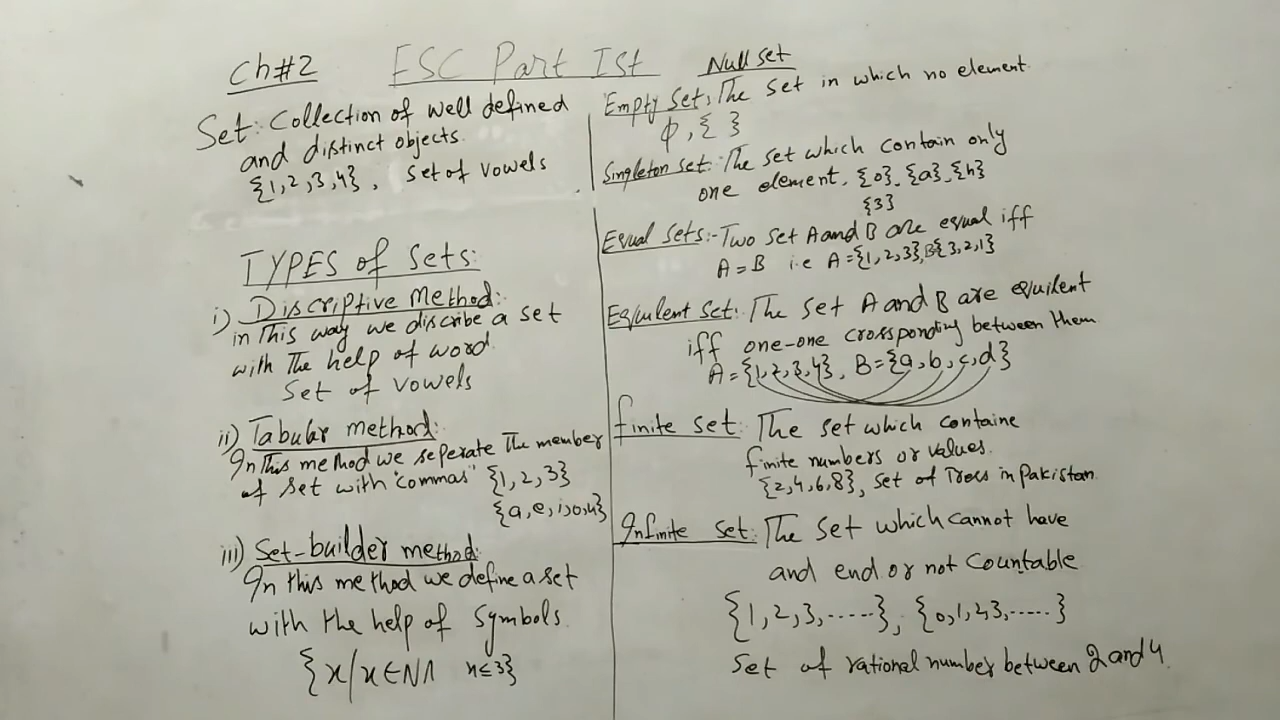 Ch#2 FSC Part Ist
Set: Collection of well defined
and distinct objects.
{1,2,3,4}, set of vowels
TYPES of Sets:
i) Discriptive Method:
in This way we discribe a set
with The help of word.
Set of vowels
ii) Tabular method:
In this method we seperate The member
of set with "commas" {1,2,3}
{a,e,i,o,u}
iii) Set-builder method:
In this method we define a set
with the help of Symbols.
{x/x∈N∧ x≤3}
Null set
Empty Set: The set in which no element
φ, { }
Singleton set: The set which contain only
one element. {0}, {a}, {h}
{3}
Equal Sets:- Two set A and B are equal iff
A=B i.e A={1,2,3}, B{3,2,1}
Equvlent set: The set A and B are equilent
iff one-one crossponding between them
A={1,2,3,4}, B={a,b,c,d}
finite set: The set which containe
finite numbers or values.
{2,4,6,8}, set of Trees in pakistan
Infinite set: The set which cannot have
and end or not countable
{1,2,3,......}, {0,1,2,3,.....}
Set of rational number between 2 and 4.